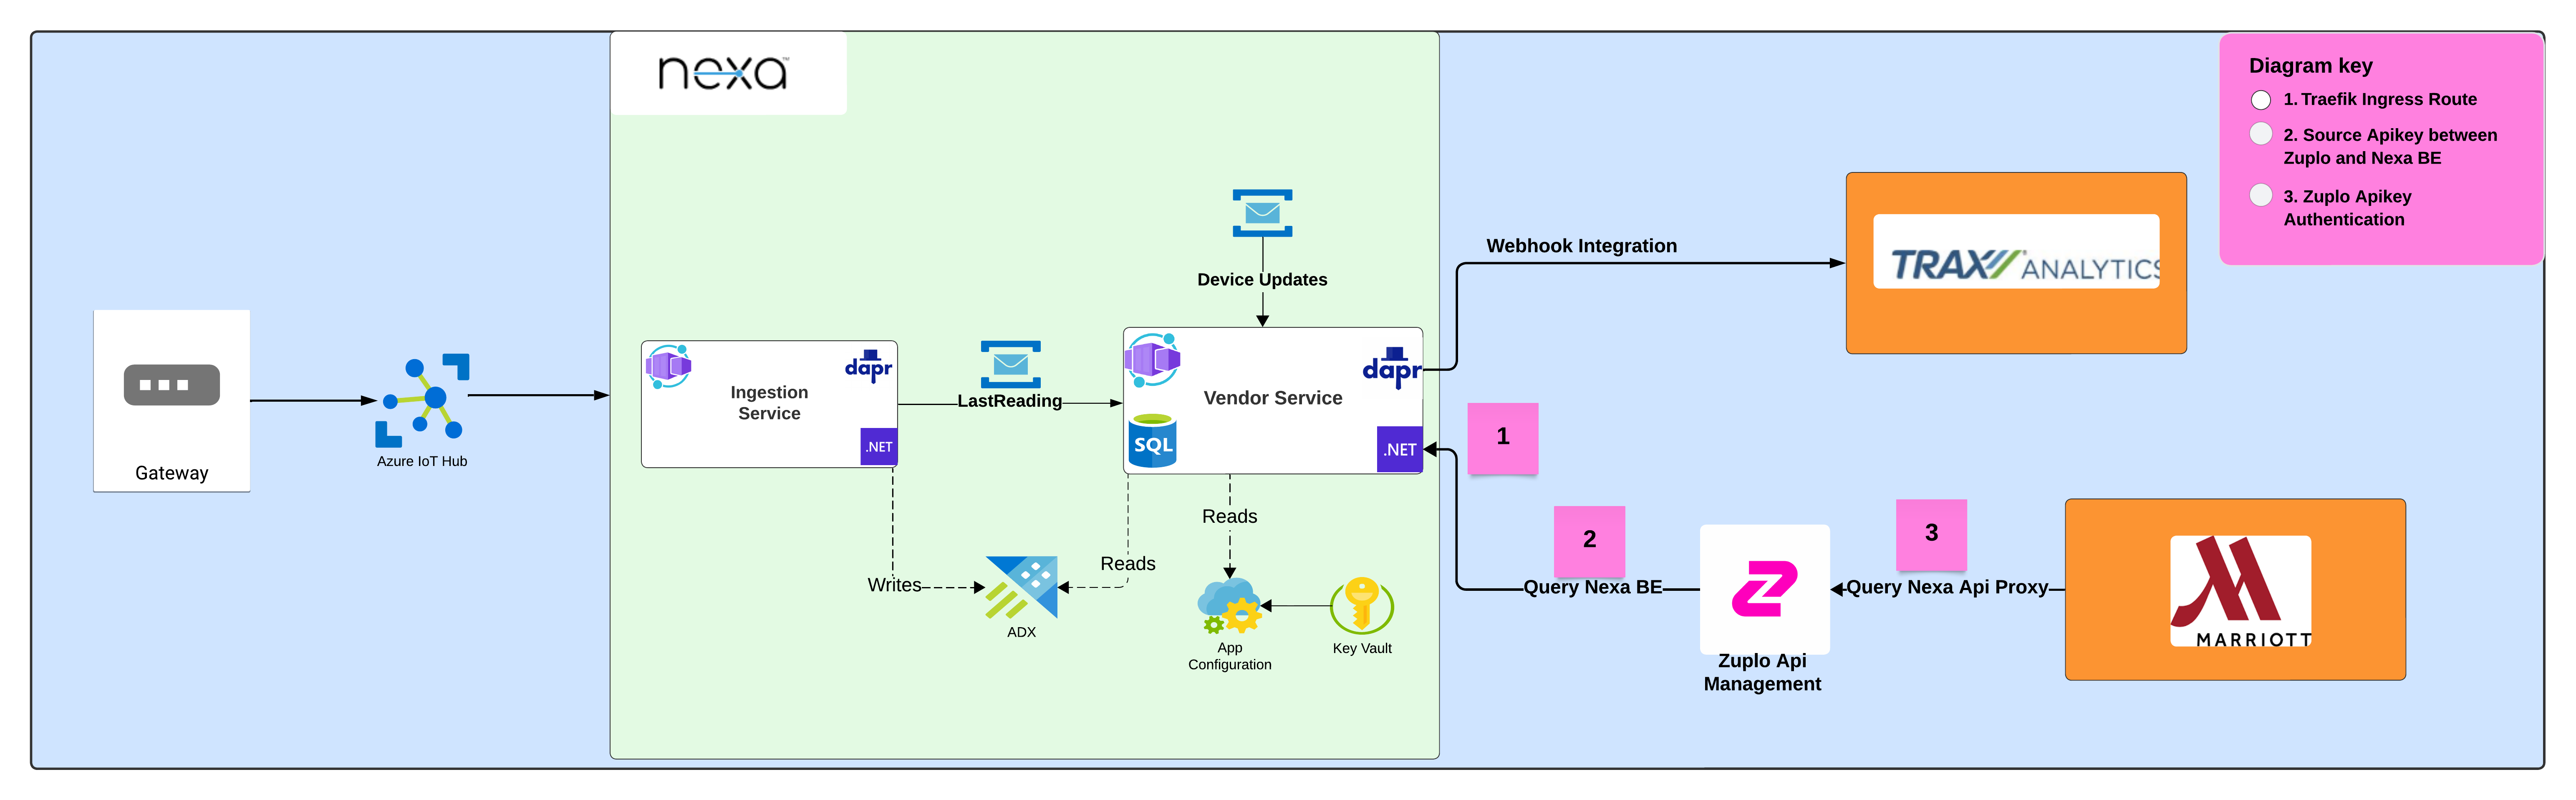 nexa™
Diagram key
1. Traefik Ingress Route
2. Source Apikey between
Zuplo and Nexa BE
3. Zuplo Apikey
Authentication
Webhook Integration
TRAX® ANALYTICS
Device Updates
Gateway
Azure IoT Hub
Ingestion
Service
dapr
.NET
LastReading
Vendor Service
dapr
SQL
.NET
1
Writes
Reads
Reads
ADX
App
Configuration
Key Vault
2
Query Nexa BE
Zuplo Api
Management
3
Query Nexa Api Proxy
MARRIOTT